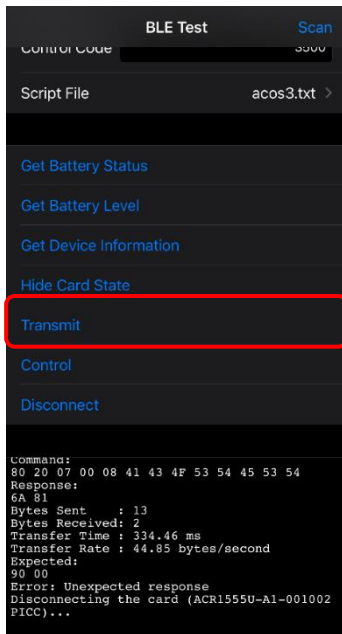 BLE Test
Scan
Control Code
3500
Script File
acos3.txt >
Get Battery Status
Get Battery Level
Get Device Information
Hide Card State
Transmit
Control
Disconnect
Command:
80 20 07 00 08 41 43 4F 53 54 45 53 54
Response:
6A 81
Bytes Sent    : 13
Bytes Received: 2
Transfer Time : 334.46 ms
Transfer Rate : 44.85 bytes/second
Expected:
90 00
Error: Unexpected response
Disconnecting the card (ACR1555U-A1-001002
PICC)...